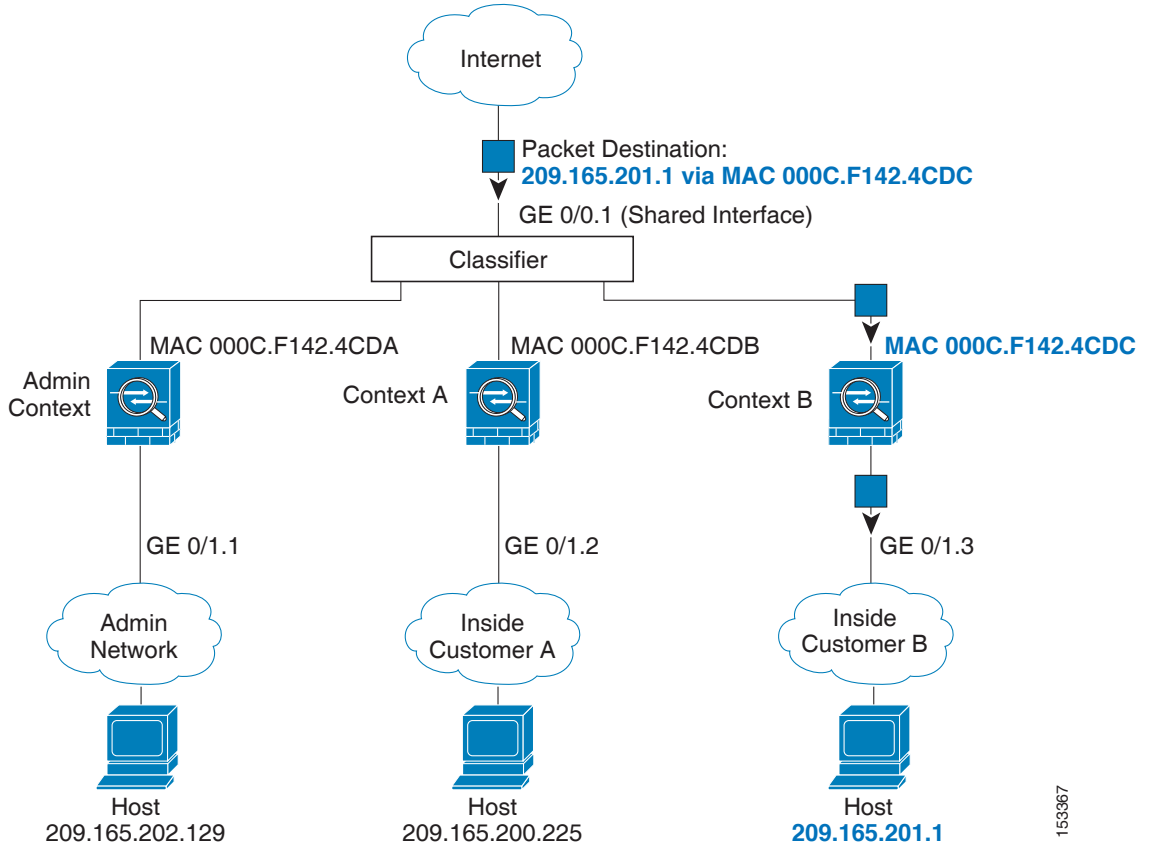 Internet
Packet Destination:
209.165.201.1 via MAC 000C.F142.4CDC
GE 0/0.1 (Shared Interface)
Classifier
MAC 000C.F142.4CDA
MAC 000C.F142.4CDB
MAC 000C.F142.4CDC
Admin
Context
Context A
Context B
GE 0/1.1
GE 0/1.2
GE 0/1.3
Admin
Network
Inside
Customer A
Inside
Customer B
Host
209.165.202.129
Host
209.165.200.225
Host
209.165.201.1
153367